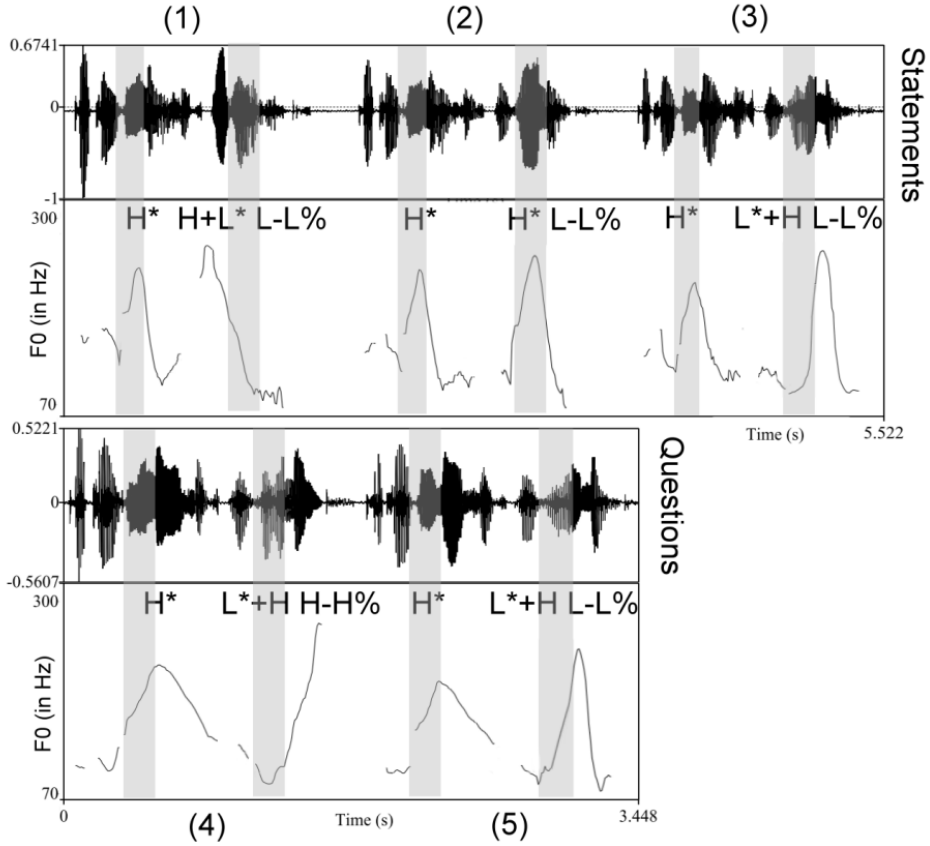 (1) (2) (3)
0.6741
0
-1
Statements
300
H* H+L* L-L% H* H* L-L% H* L*+H L-L%
F0 (in Hz)
70
Time (s) 5.522
0.5221
0
-0.5607
Questions
300
H* L*+H H-H% H* L*+H L-L%
F0 (in Hz)
70
0 Time (s) 3.448
(4) (5)